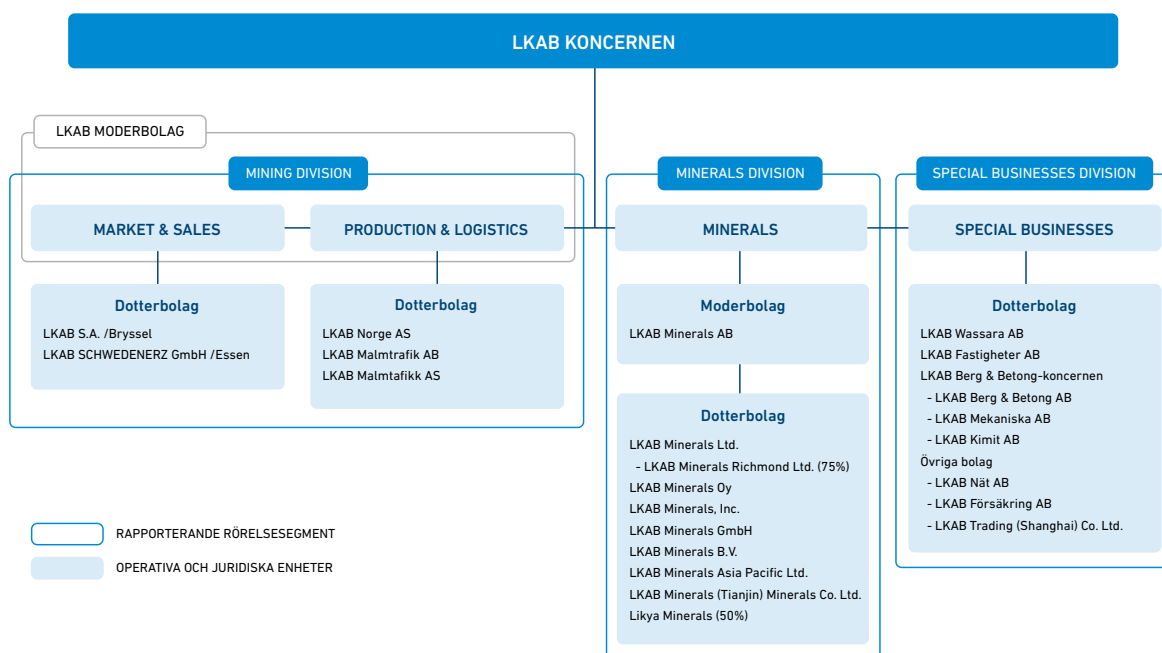 LKAB KONCERNEN
LKAB MODERBOLAG
MINING DIVISION
MARKET & SALES
PRODUCTION & LOGISTICS
Dotterbolag
LKAB S.A. /Bryssel
LKAB SCHWEDENERZ GmbH /Essen
Dotterbolag
LKAB Norge AS
LKAB Malmtrafik AB
LKAB Malmtafikk AS
MINERALS DIVISION
MINERALS
Moderbolag
LKAB Minerals AB
Dotterbolag
LKAB Minerals Ltd.
- LKAB Minerals Richmond Ltd. (75%)
LKAB Minerals Oy
LKAB Minerals, Inc.
LKAB Minerals GmbH
LKAB Minerals B.V.
LKAB Minerals Asia Pacific Ltd.
LKAB Minerals (Tianjin) Minerals Co. Ltd.
Likya Minerals (50%)
SPECIAL BUSINESSES DIVISION
SPECIAL BUSINESSES
Dotterbolag
LKAB Wassara AB
LKAB Fastigheter AB
LKAB Berg & Betong-koncernen
- LKAB Berg & Betong AB
- LKAB Mekaniska AB
- LKAB Kimit AB
Övriga bolag
- LKAB Nät AB
- LKAB Försäkring AB
- LKAB Trading (Shanghai) Co. Ltd.
RAPPORTERANDE RÖRELSESEGMENT
OPERATIVA OCH JURIDISKA ENHETER